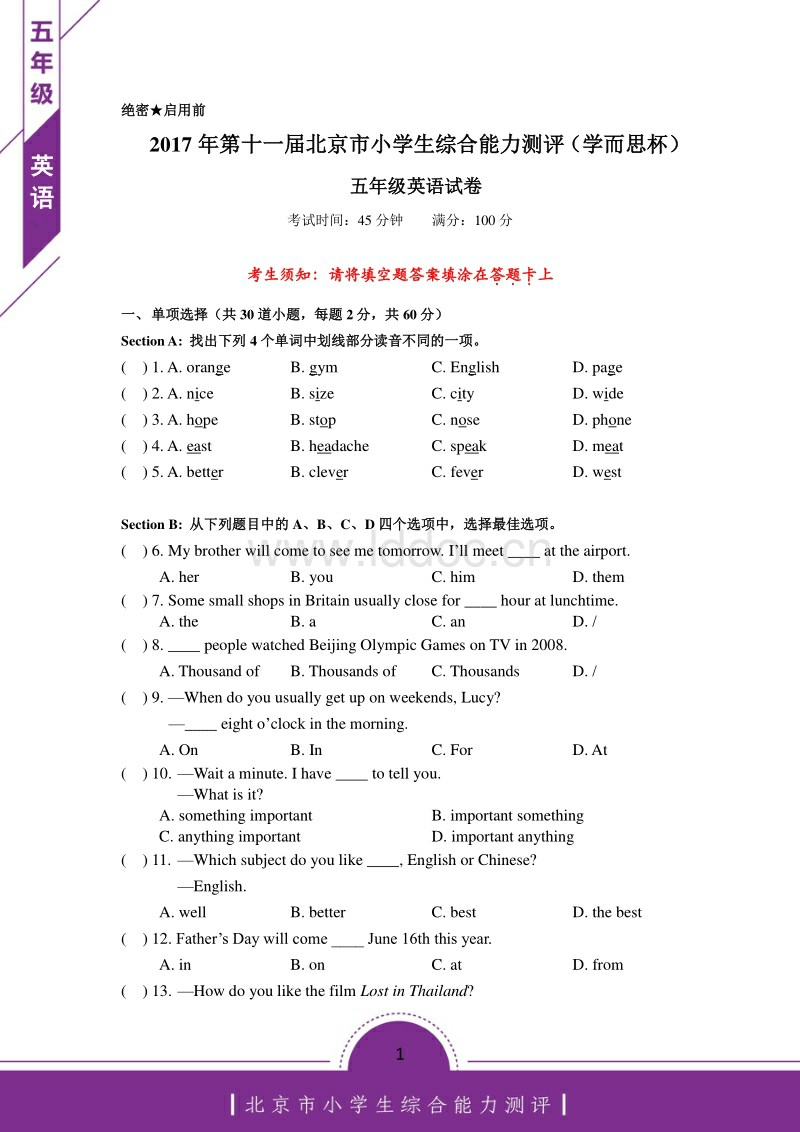 五年级
英语
绝密★启用前
2017 年第十一届北京市小学生综合能力测评（学而思杯）
五年级英语试卷
考试时间：45 分钟 满分：100 分
考生须知：请将填空题答案填涂在答题卡上
一、 单项选择（共 30 道小题，每题 2 分，共 60 分）
Section A: 找出下列 4 个单词中划线部分读音不同的一项。
( ) 1. A. orange B. gym C. English D. page
( ) 2. A. nice B. size C. city D. wide
( ) 3. A. hope B. stop C. nose D. phone
( ) 4. A. east B. headache C. speak D. meat
( ) 5. A. better B. clever C. fever D. west
Section B: 从下列题目中的 A、B、C、D 四个选项中，选择最佳选项。
( ) 6. My brother will come to see me tomorrow. I’ll meet ____ at the airport.
www.lddoc.cn
A. her B. you C. him D. them
( ) 7. Some small shops in Britain usually close for ____ hour at lunchtime.
A. the B. a C. an D. /
( ) 8. ____ people watched Beijing Olympic Games on TV in 2008.
A. Thousand of B. Thousands of C. Thousands D. /
( ) 9. —When do you usually get up on weekends, Lucy?
—____ eight o’clock in the morning.
A. On B. In C. For D. At
( ) 10. —Wait a minute. I have ____ to tell you.
—What is it?
A. something important B. important something
C. anything important D. important anything
( ) 11. —Which subject do you like ____, English or Chinese?
—English.
A. well B. better C. best D. the best
( ) 12. Father’s Day will come ____ June 16th this year.
A. in B. on C. at D. from
( ) 13. —How do you like the film Lost in Thailand?
1
北京市小学生综合能力测评